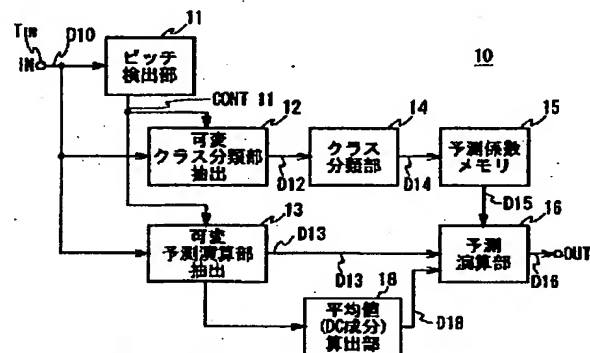 11
TIN
D10
IN
ピッチ
検出部
10
CONT 11
12
14
15
可変
クラス分類部
抽出
クラス
分類部
予測係数
メモリ
D12
D14
D15
13
16
可変
予測演算部
抽出
D13
D13
予測
演算部
OUT
D16
18
平均値
(DC成分)
算出部
D18